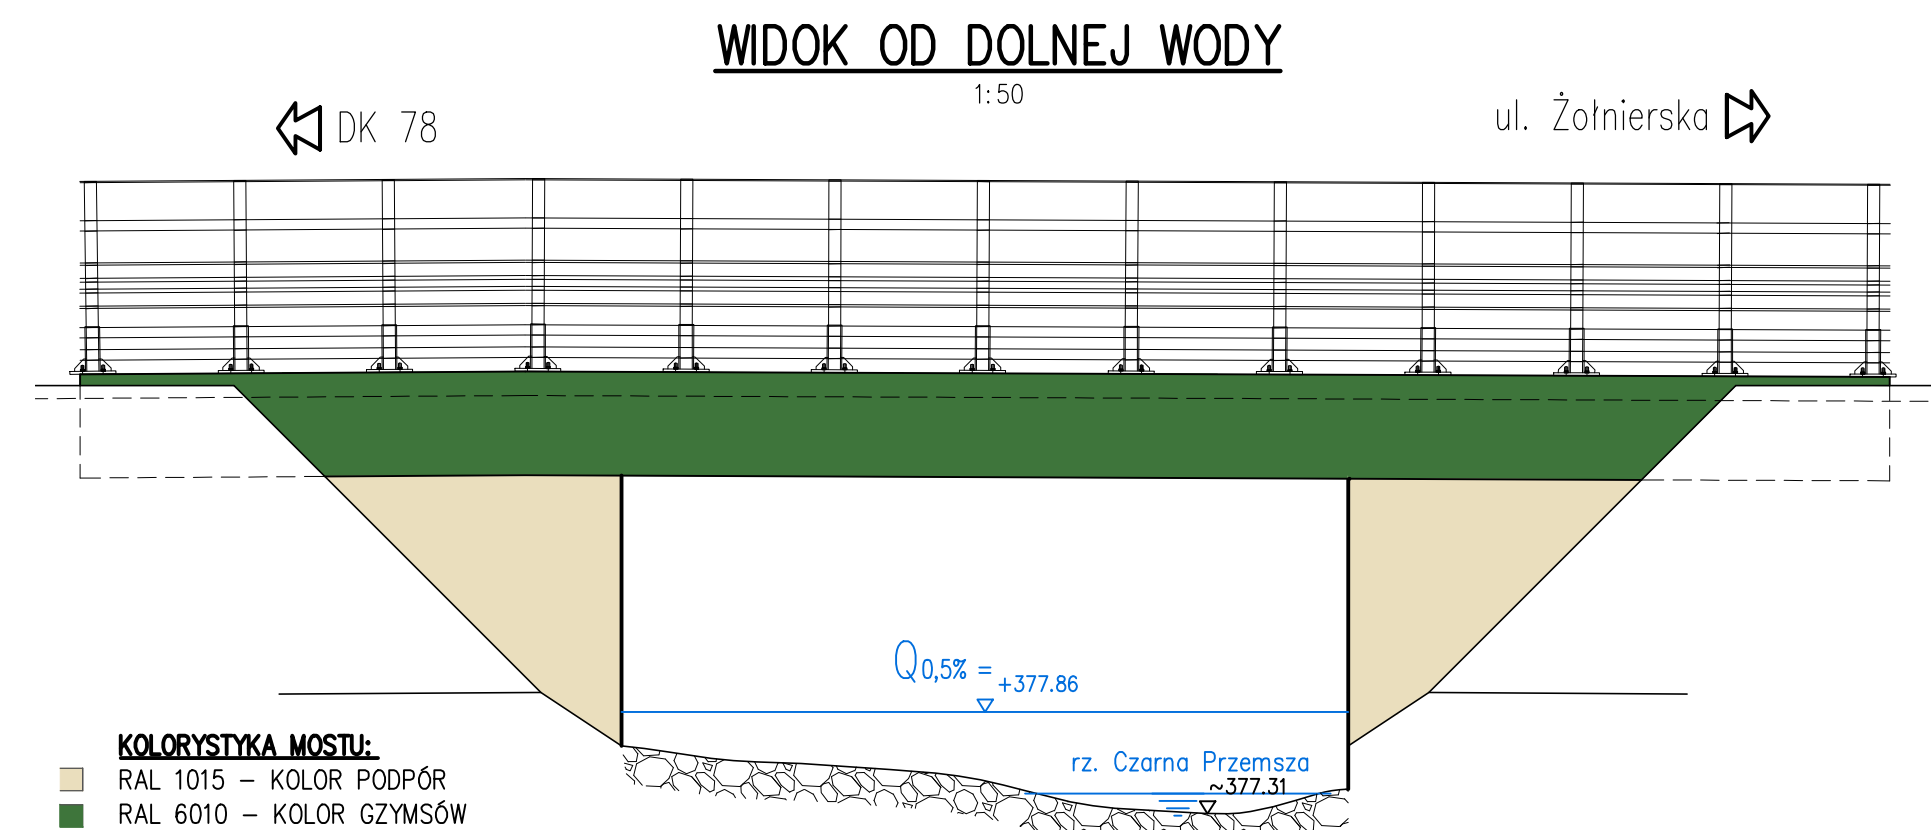 WIDOK OD DOLNEJ WODY
1:50
DK 78
ul. Żołnierska
Q0,5% = +377.86
rz. Czarna Przemsza
~377.31
KOLORYSTYKA MOSTU:
RAL 1015 – KOLOR PODPÓR
RAL 6010 – KOLOR GZYMSÓW